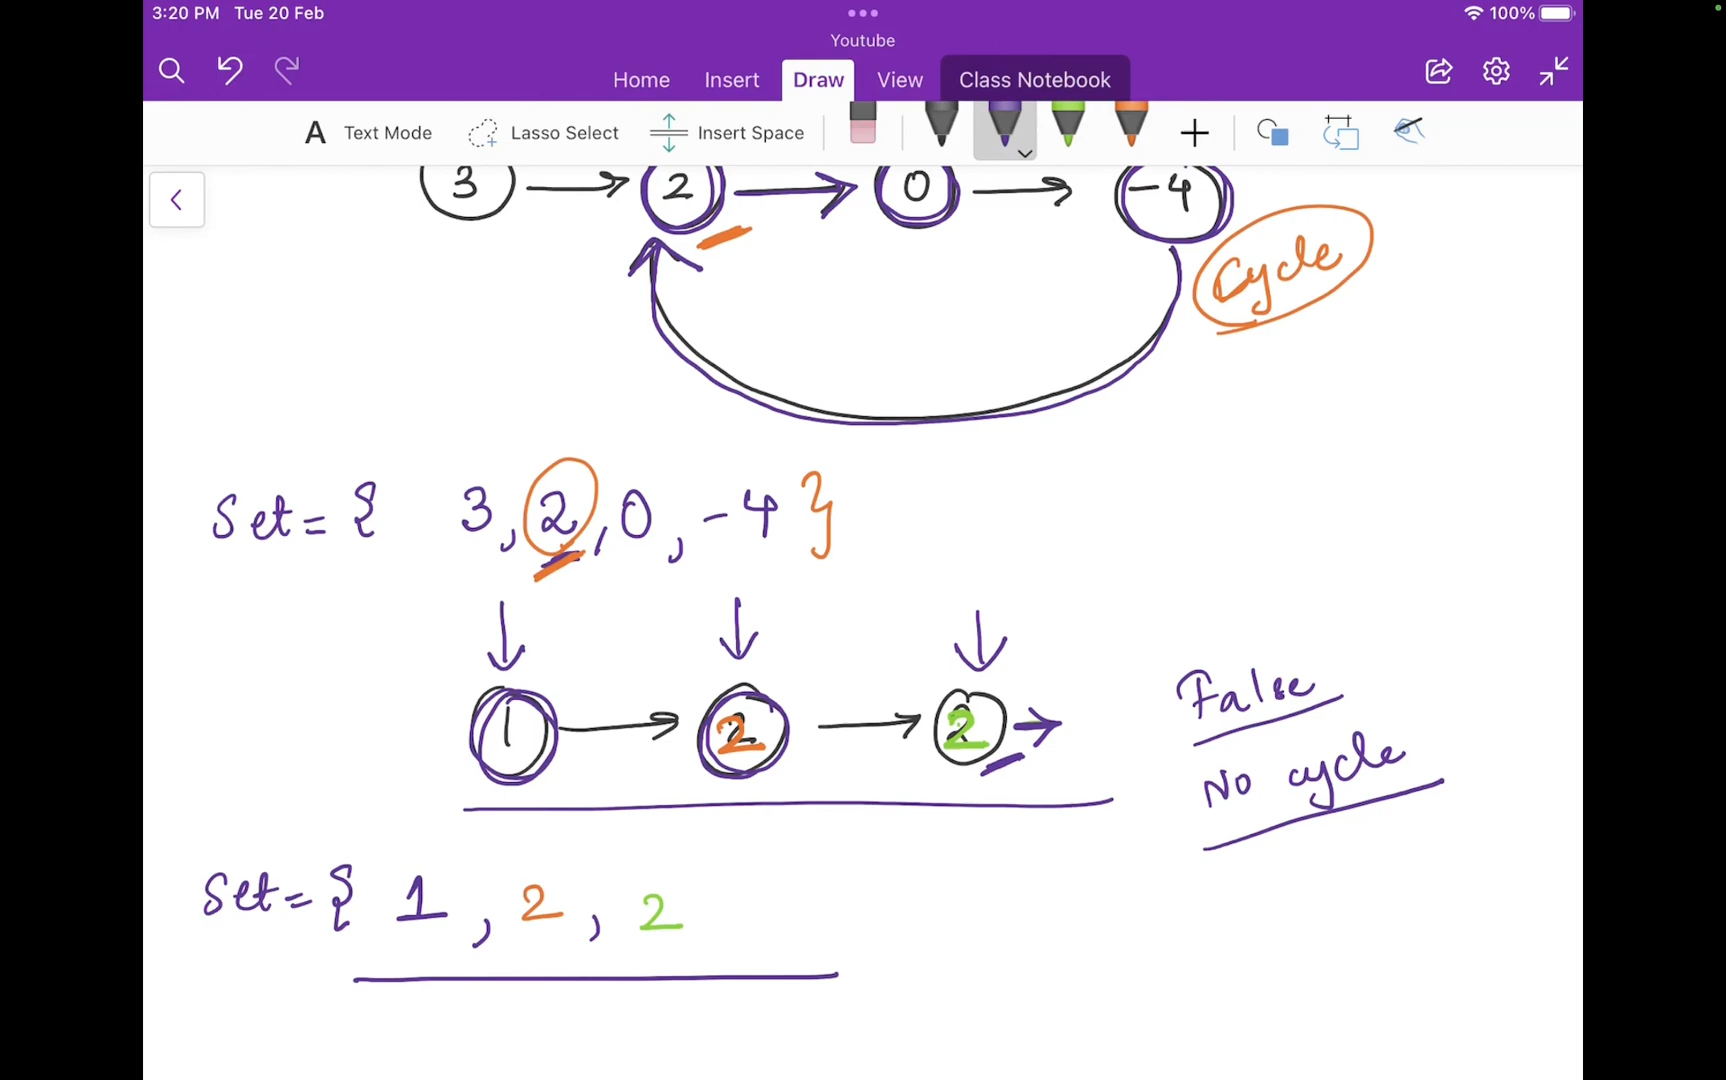 3:20 PM Tue 20 Feb
100%
Youtube
Home Insert Draw View Class Notebook
A Text Mode Lasso Select Insert Space
3 2 0 -4
Cycle
Set = { 3, 2, 0, -4 }
1 2 2
False
No cycle
Set = { 1, 2, 2